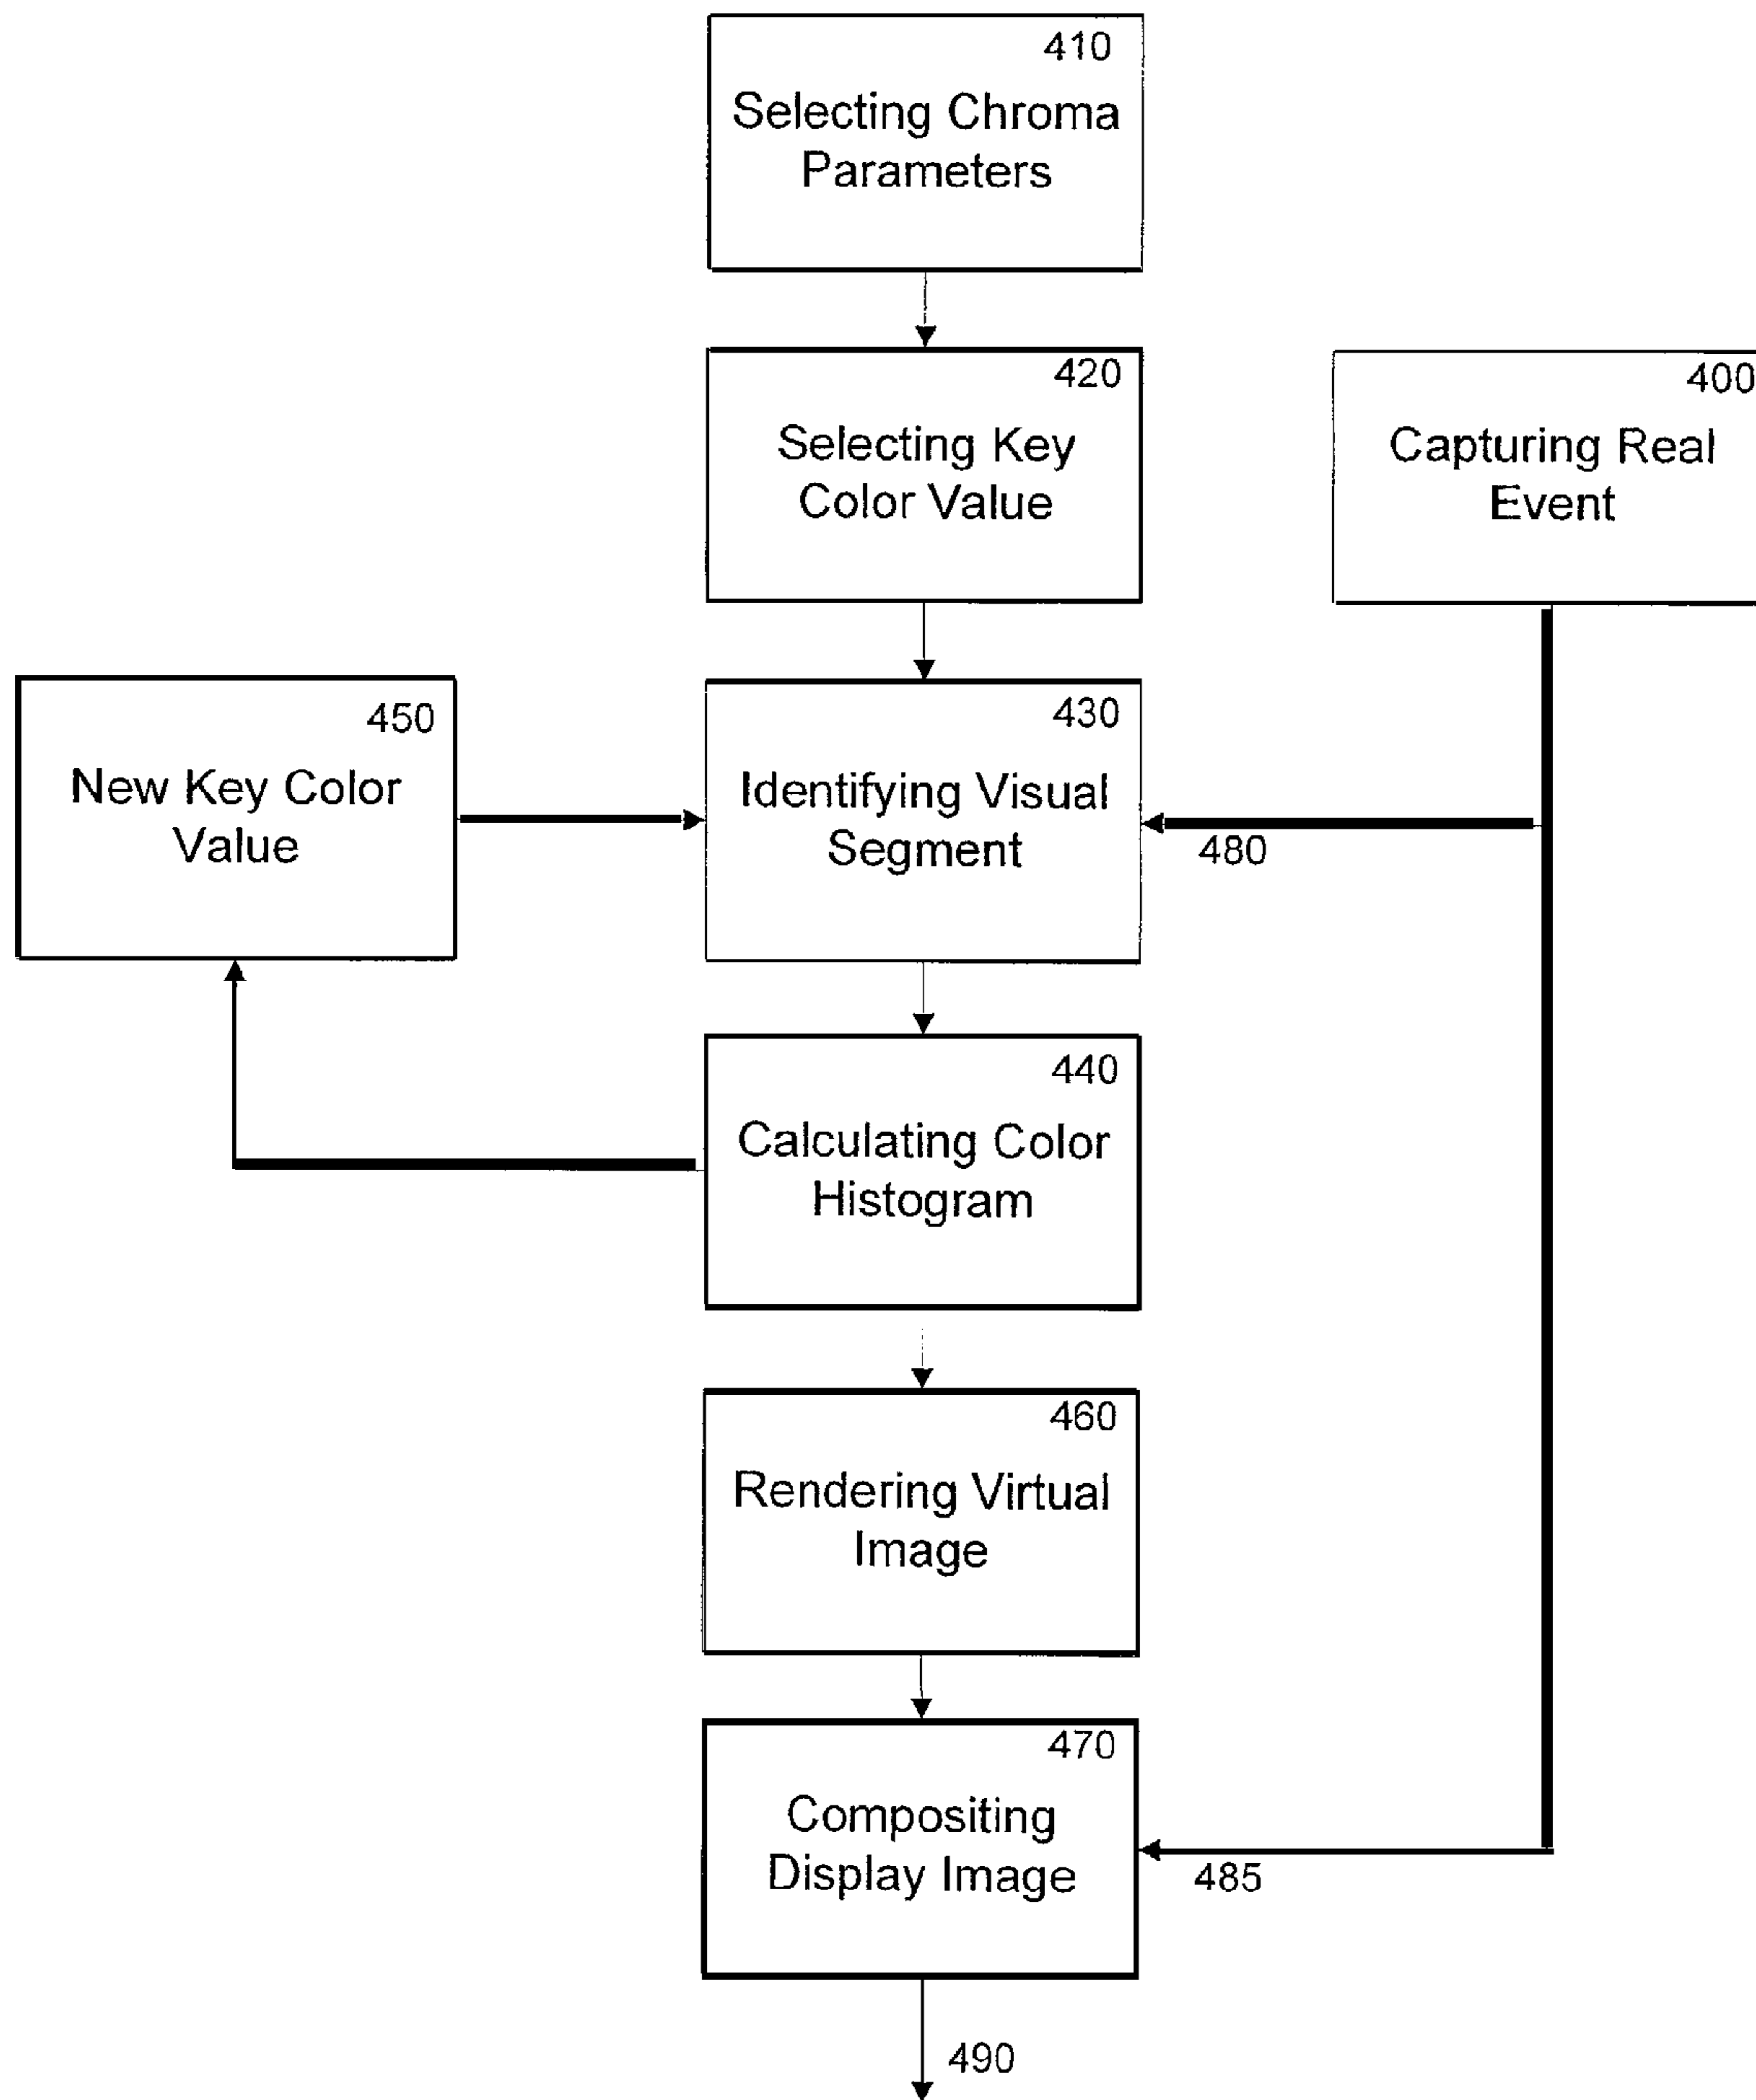 410
Selecting Chroma
Parameters
420
Selecting Key
Color Value
400
Capturing Real
Event
450
New Key Color
Value
430
Identifying Visual
Segment
480
440
Calculating Color
Histogram
460
Rendering Virtual
Image
470
Compositing
Display Image
485
490